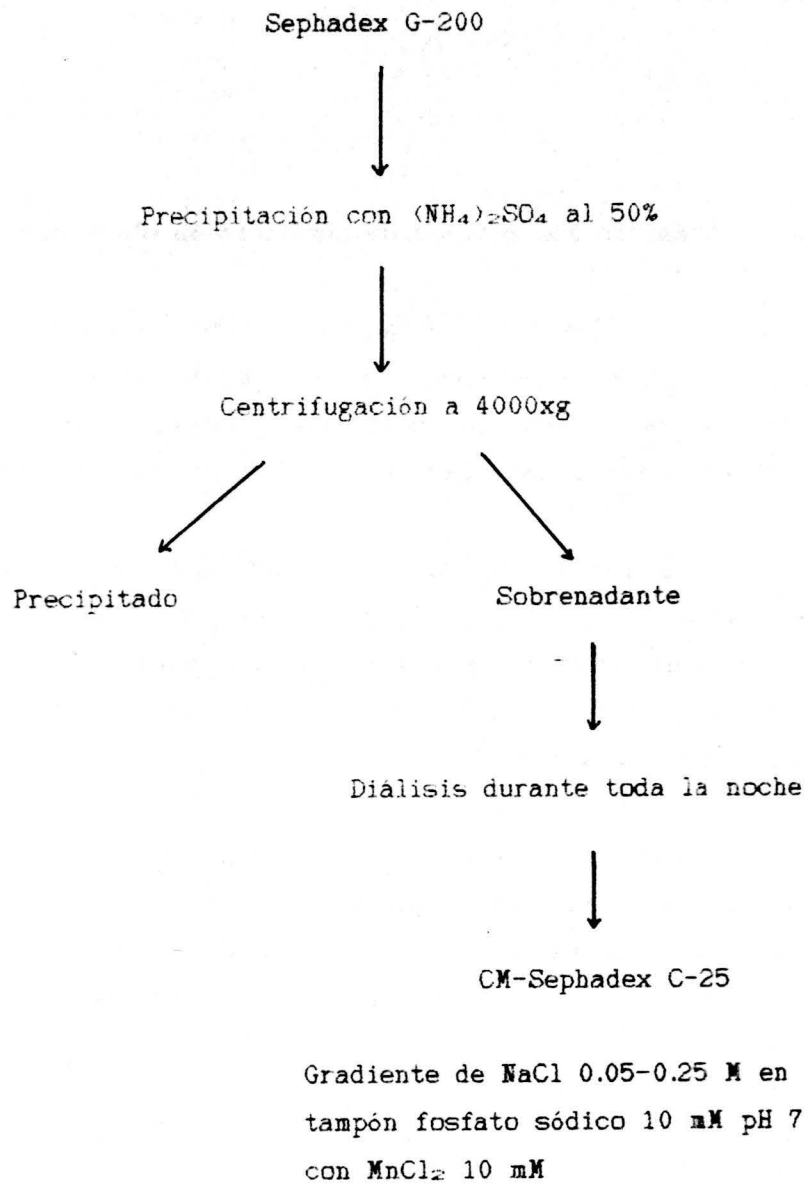 Sephadex G-200
Precipitación con (NH₄)₂SO₄ al 50%
Centrifugación a 4000xg
Precipitado
Sobrenadante
Diálisis durante toda la noche
CM-Sephadex C-25
Gradiente de NaCl 0.05-0.25 M en
tampón fosfato sódico 10 mM pH 7
con MnCl₂ 10 mM